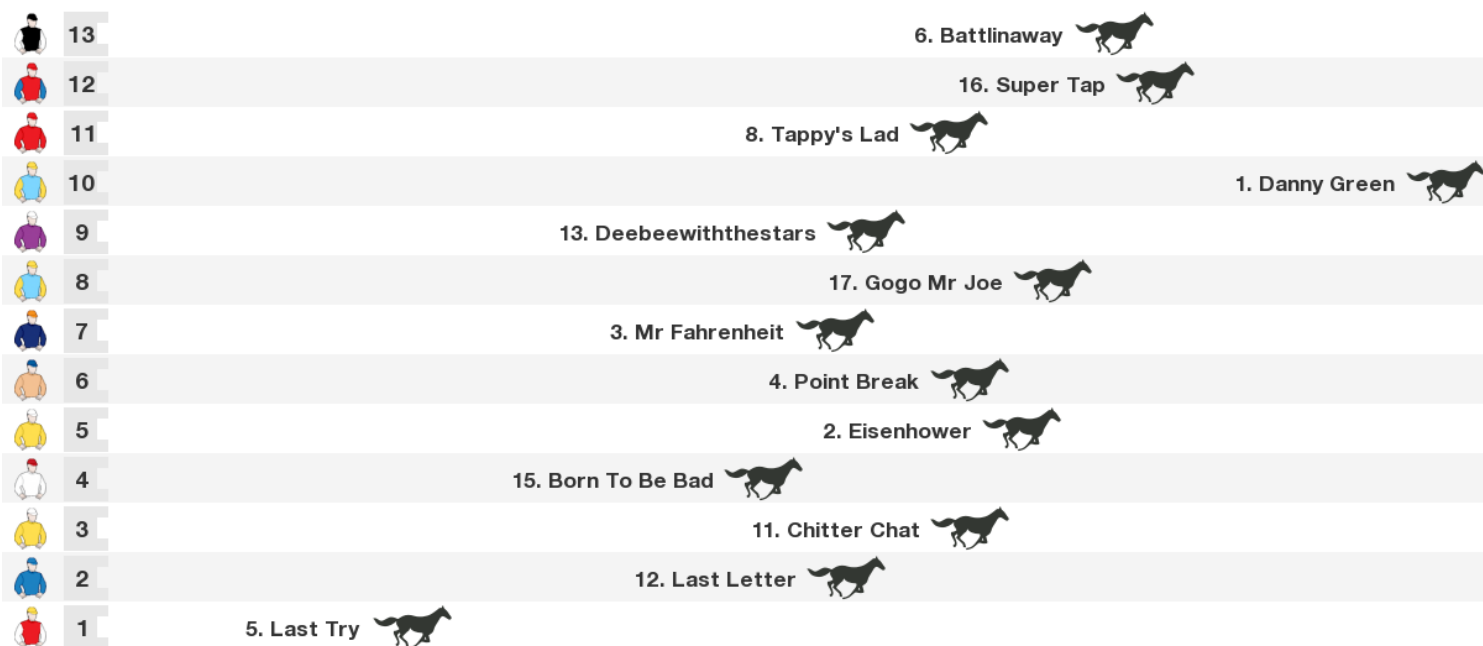 13 6. Battlinaway
12 16. Super Tap
11 8. Tappy's Lad
10 1. Danny Green
9 13. Deebeewiththestars
8 17. Gogo Mr Joe
7 3. Mr Fahrenheit
6 4. Point Break
5 2. Eisenhower
4 15. Born To Be Bad
3 11. Chitter Chat
2 12. Last Letter
1 5. Last Try